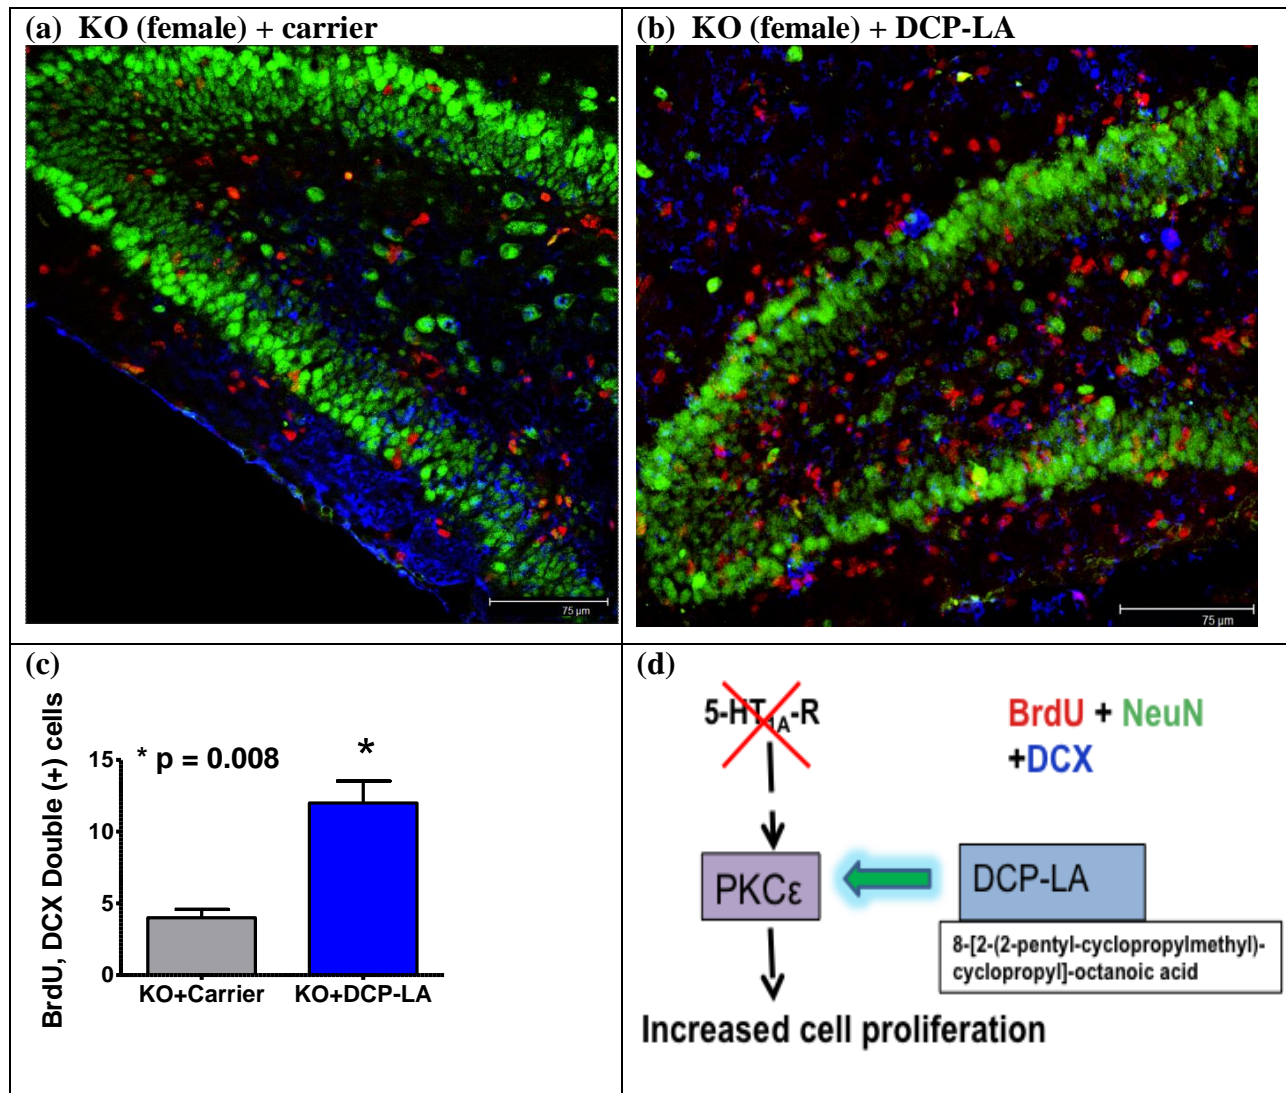 (a) KO (female) + carrier
75 µm
(b) KO (female) + DCP-LA
75 µm
(c)
* p = 0.008
*
BrdU, DCX Double (+) cells
15
10
5
0
KO+Carrier
KO+DCP-LA
(d)
5-HT1A-R
BrdU + NeuN
+DCX
PKCε
DCP-LA
8-[2-(2-pentyl-cyclopropylmethyl)-
cyclopropyl]-octanoic acid
Increased cell proliferation